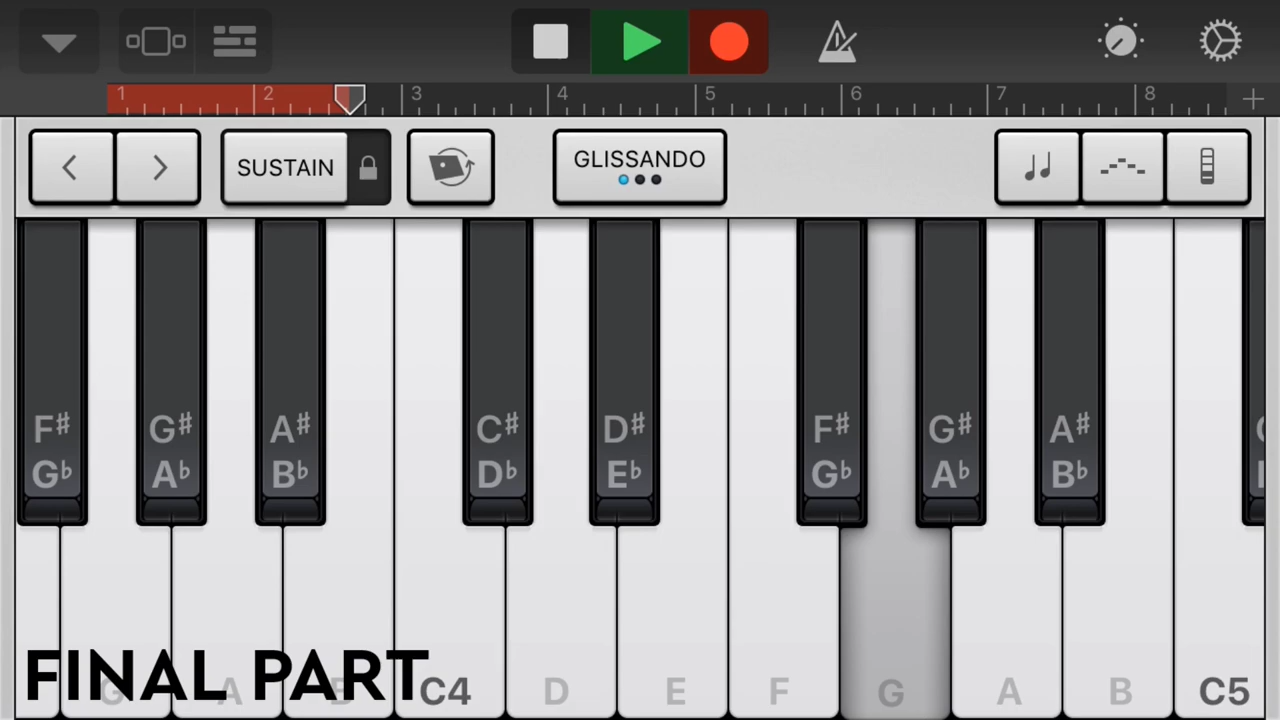 1 2 3 4 5 6 7 8
SUSTAIN GLISSANDO
F♯ G♯ A♯ C♯ D♯ F♯ G♯ A♯
G♭ A♭ B♭ D♭ E♭ G♭ A♭ B♭
FINAL PART
G A B C4 D E F G A B C5